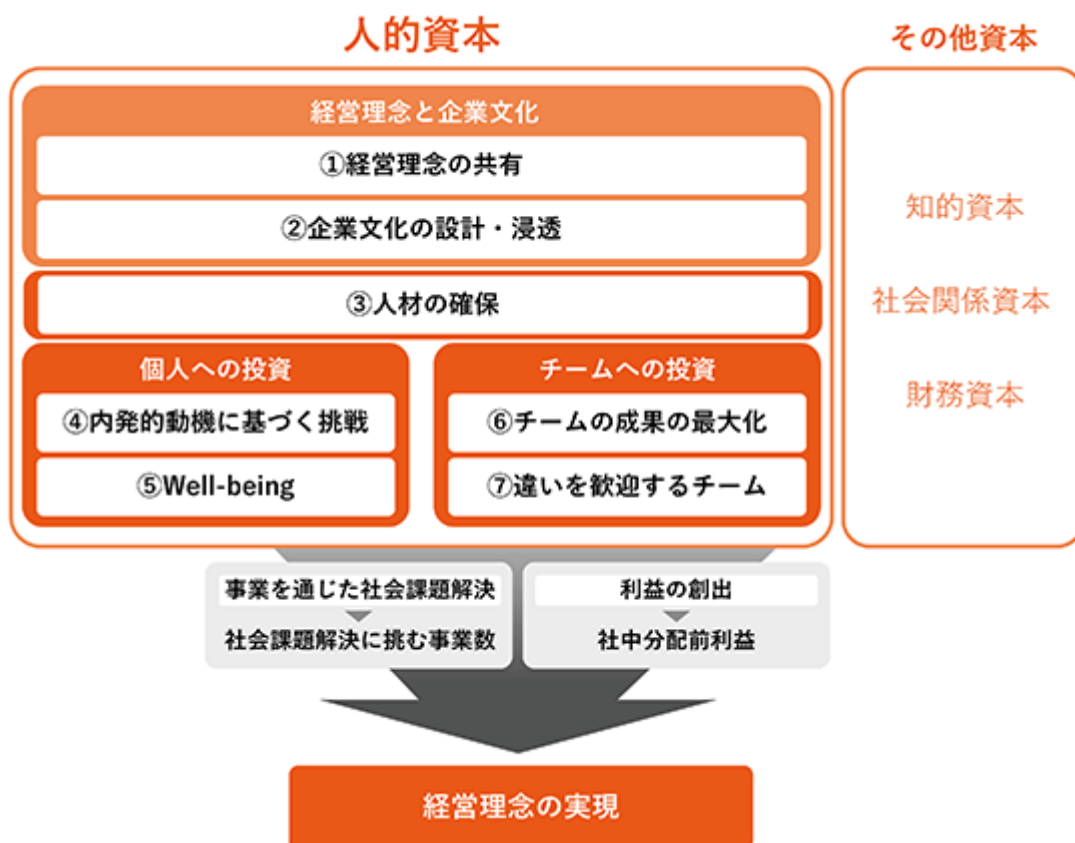 人的資本
経営理念と企業文化
①経営理念の共有
②企業文化の設計・浸透
③人材の確保
個人への投資
④内発的動機に基づく挑戦
⑤Well-being
チームへの投資
⑥チームの成果の最大化
⑦違いを歓迎するチーム
その他資本
知的資本
社会関係資本
財務資本
事業を通じた社会課題解決
社会課題解決に挑む事業数
利益の創出
社中分配前利益
経営理念の実現